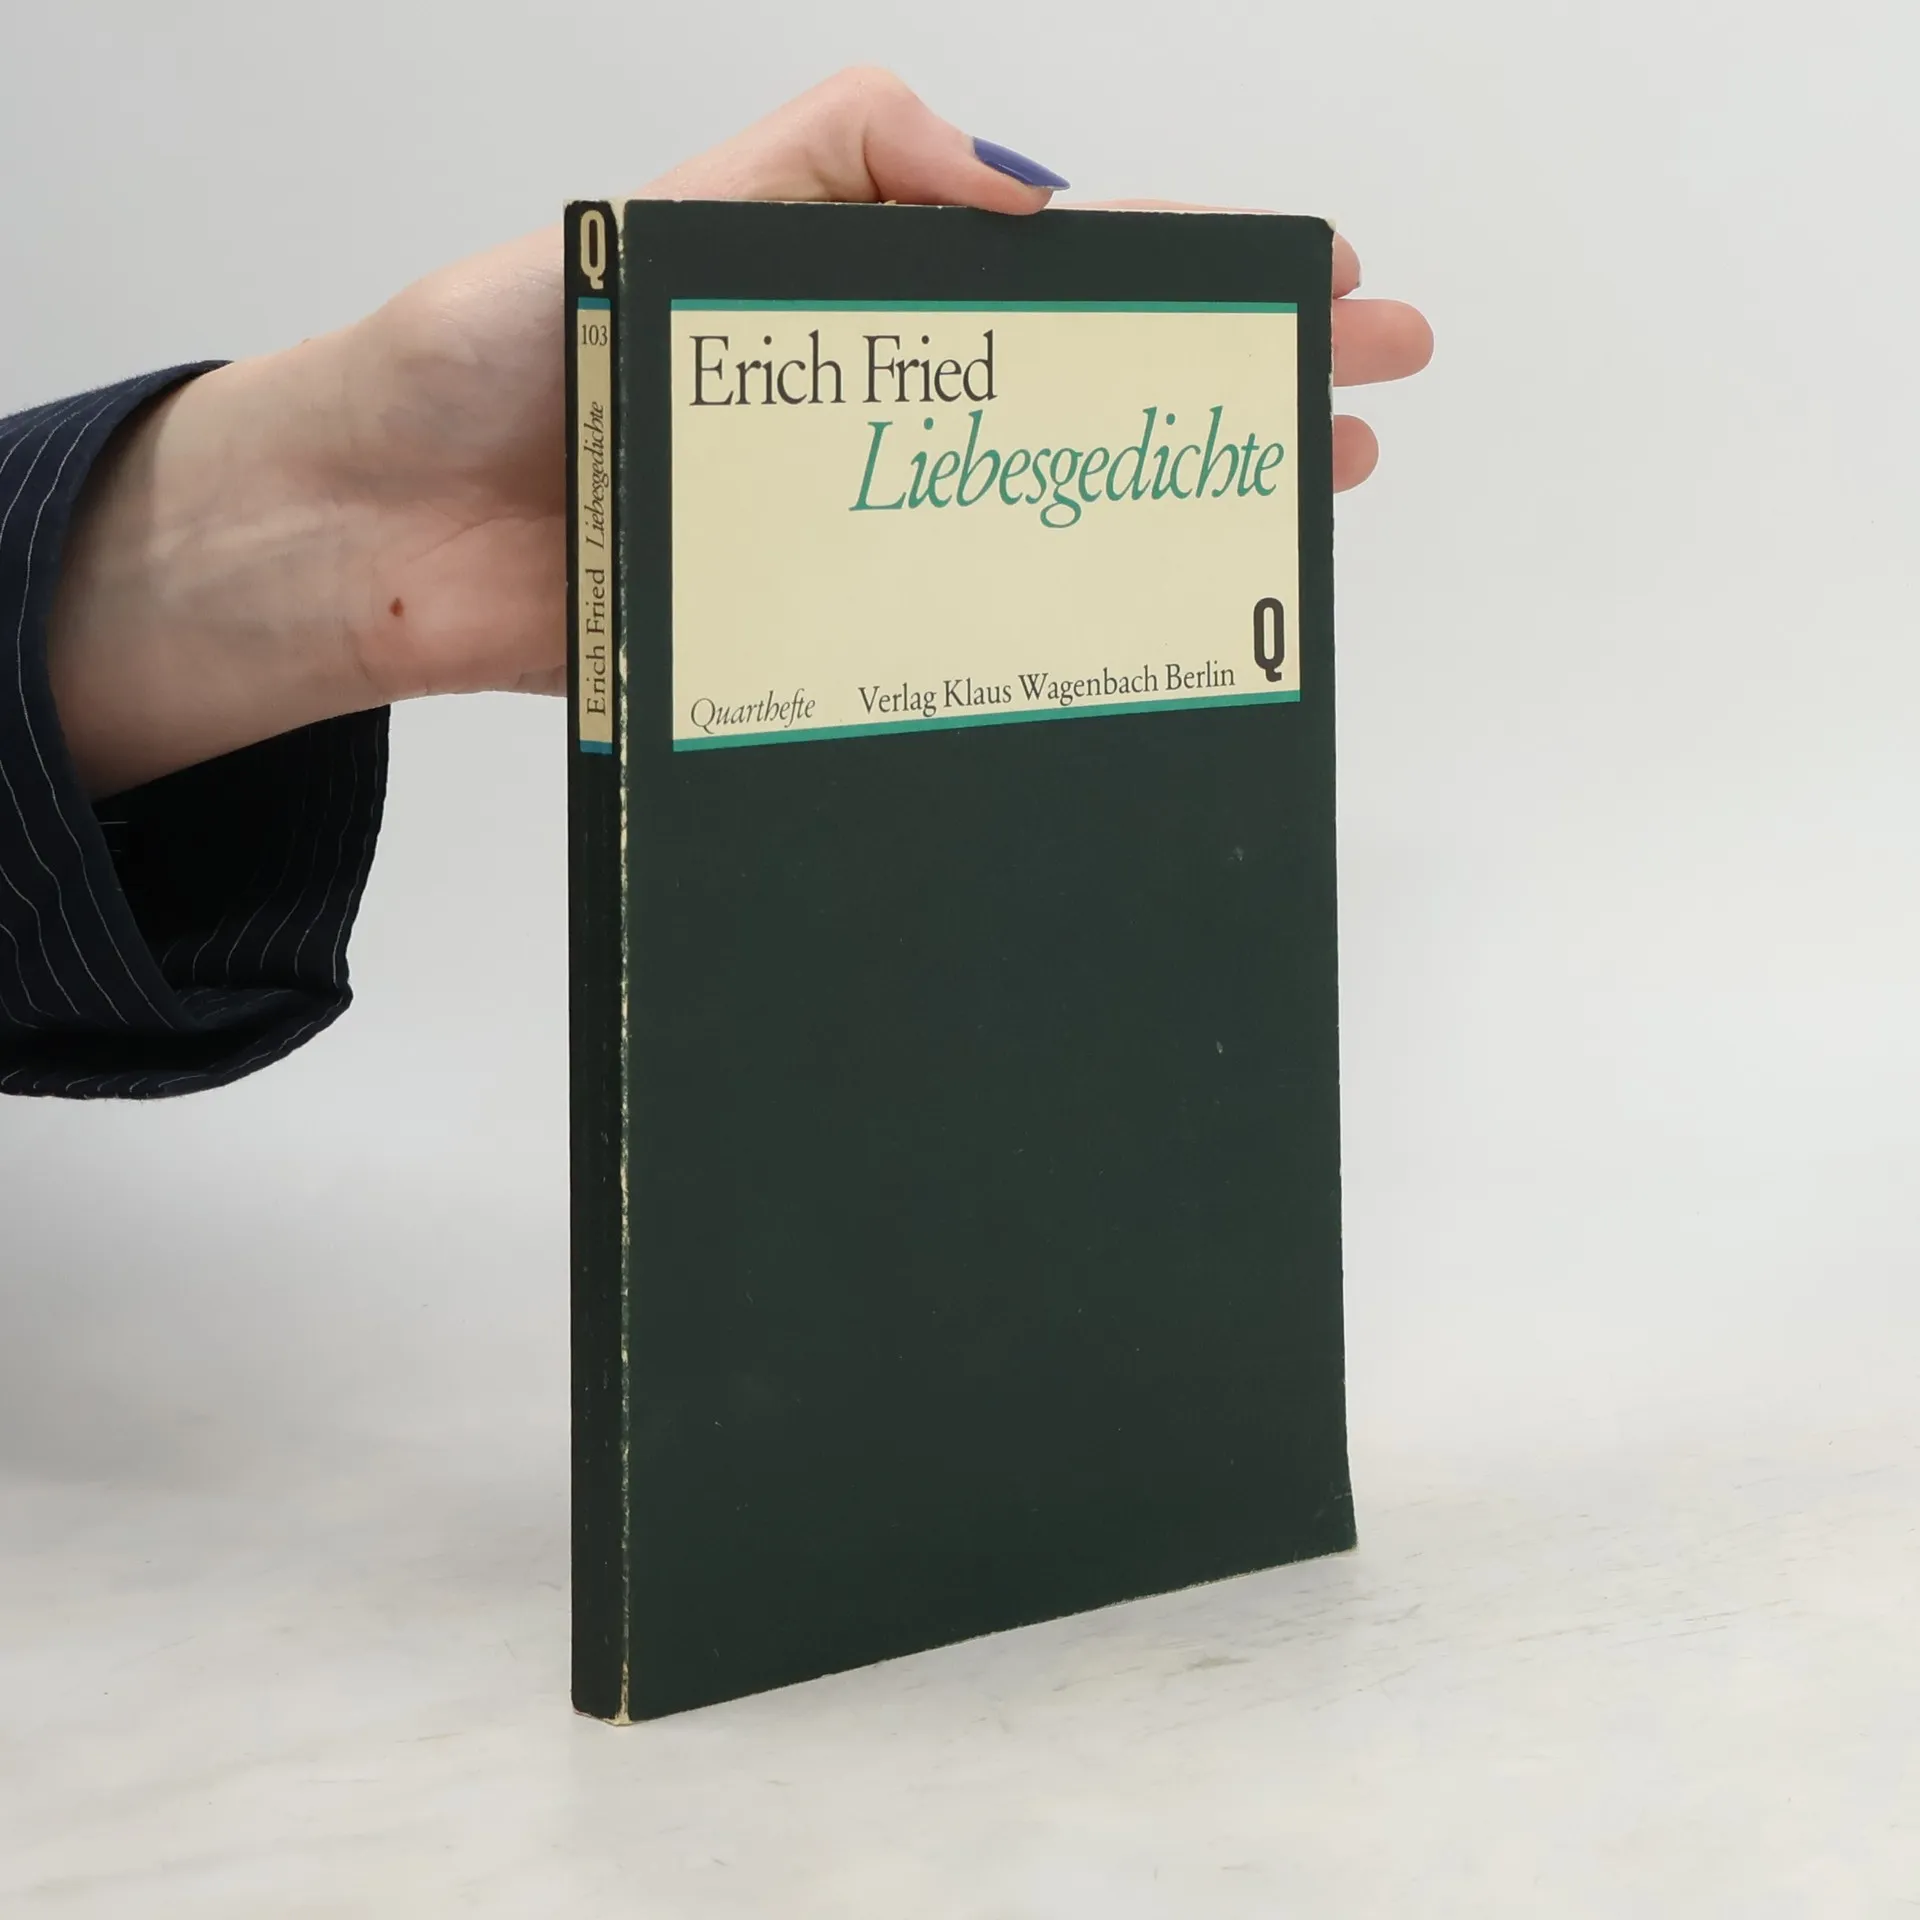 Q
103
Erich Fried Liebesgedichte
Erich Fried
Liebesgedichte
Q
Quarthefte Verlag Klaus Wagenbach Berlin